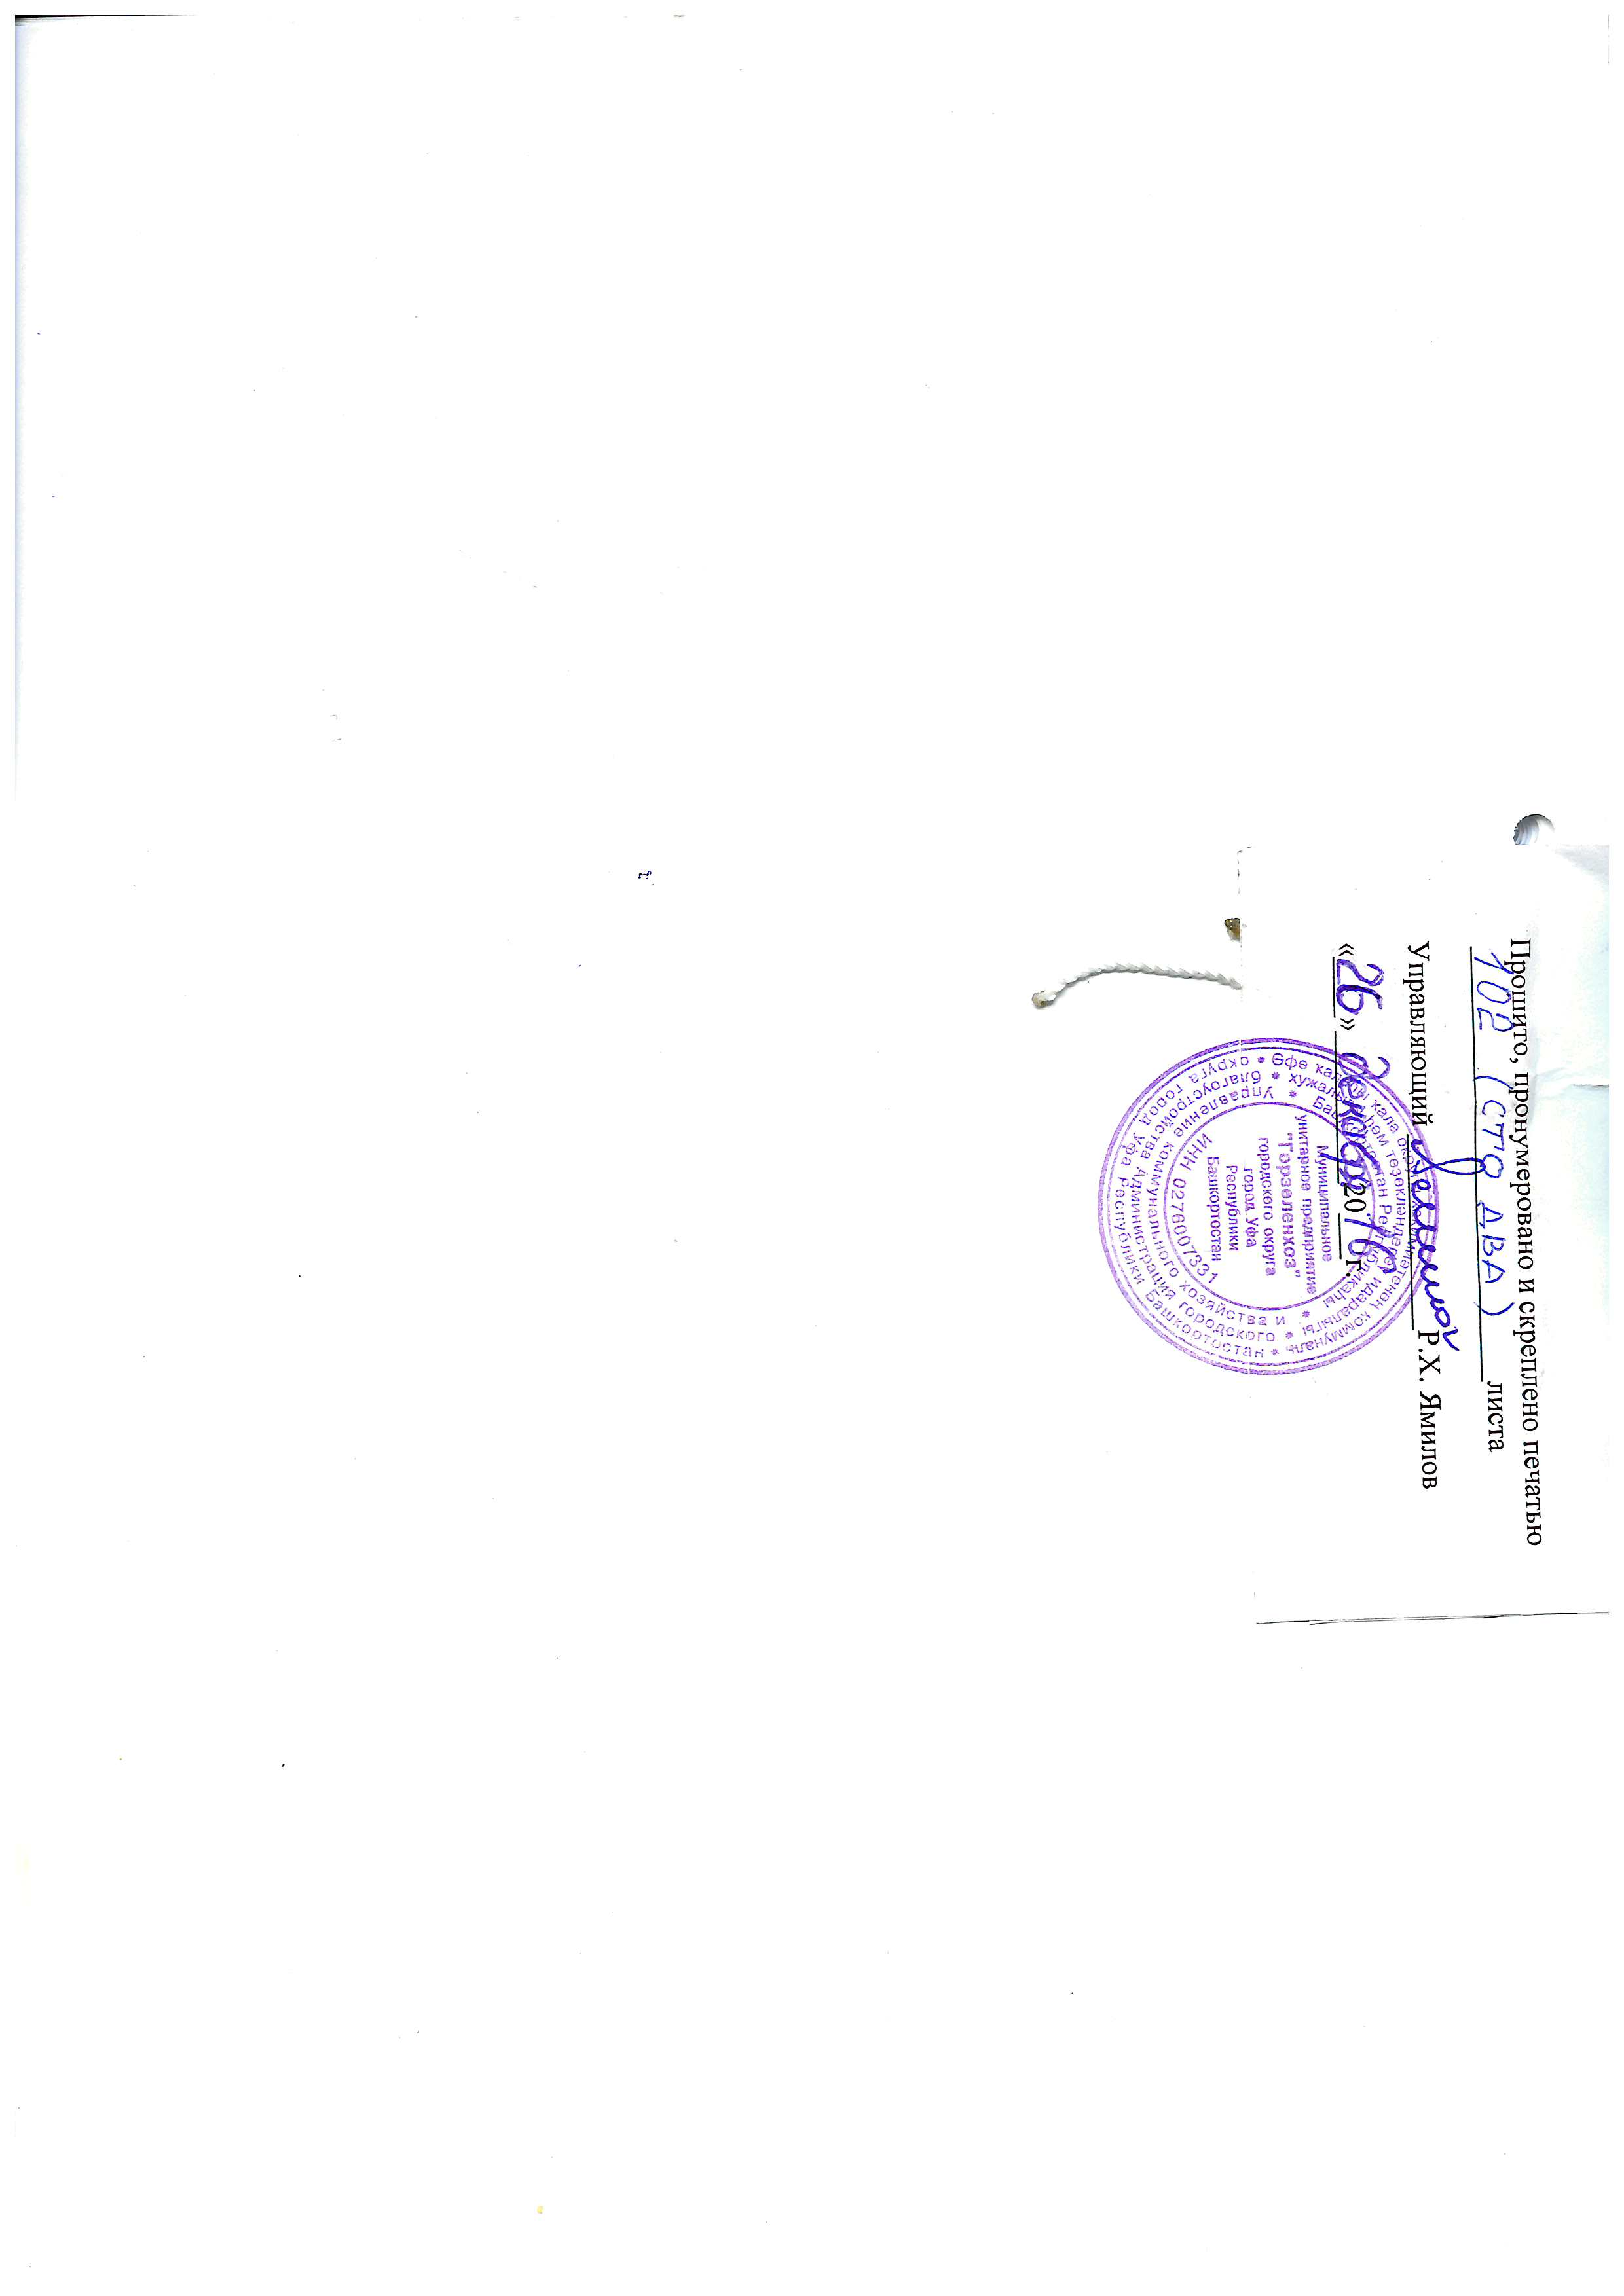 Прошито, пронумеровано и скреплено печатью
102 (СТО ДВА) листа
Управляющий Р.Х. Ямилов
«26» декабря 2016 г.
Муниципальное
унитарное предприятие
"Горзеленхоз"
городского округа
город Уфа
Республики
Башкортостан
ИНН 0276007331
Управление коммунального хозяйства и
благоустройства Администрация городского
округа город Уфа Республики Башкортостан